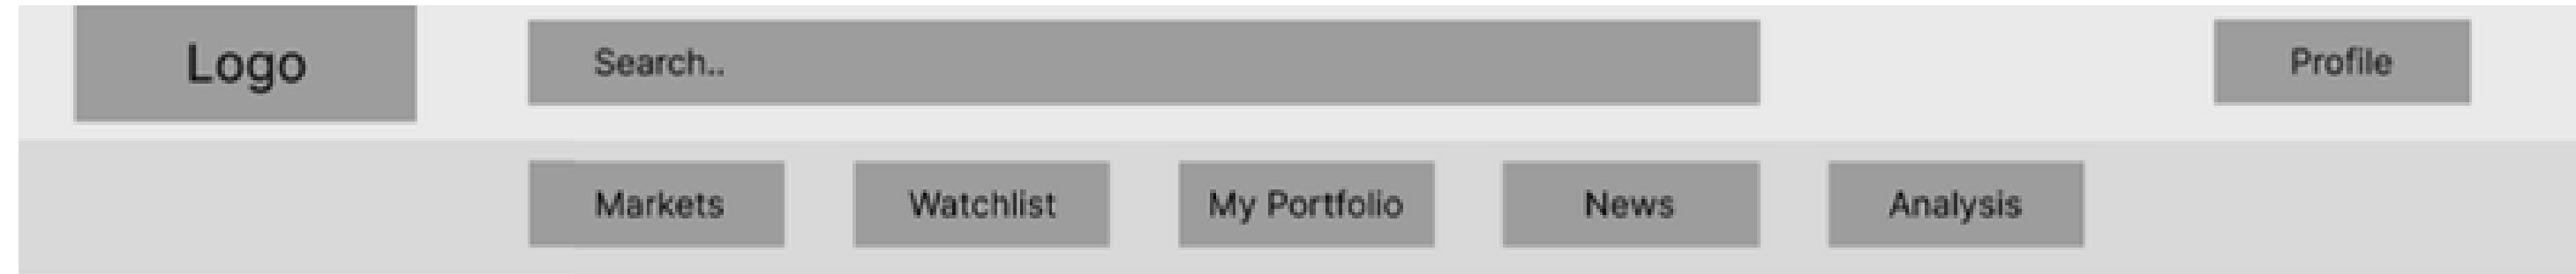 Logo
Search..
Profile
Markets
Watchlist
My Portfolio
News
Analysis